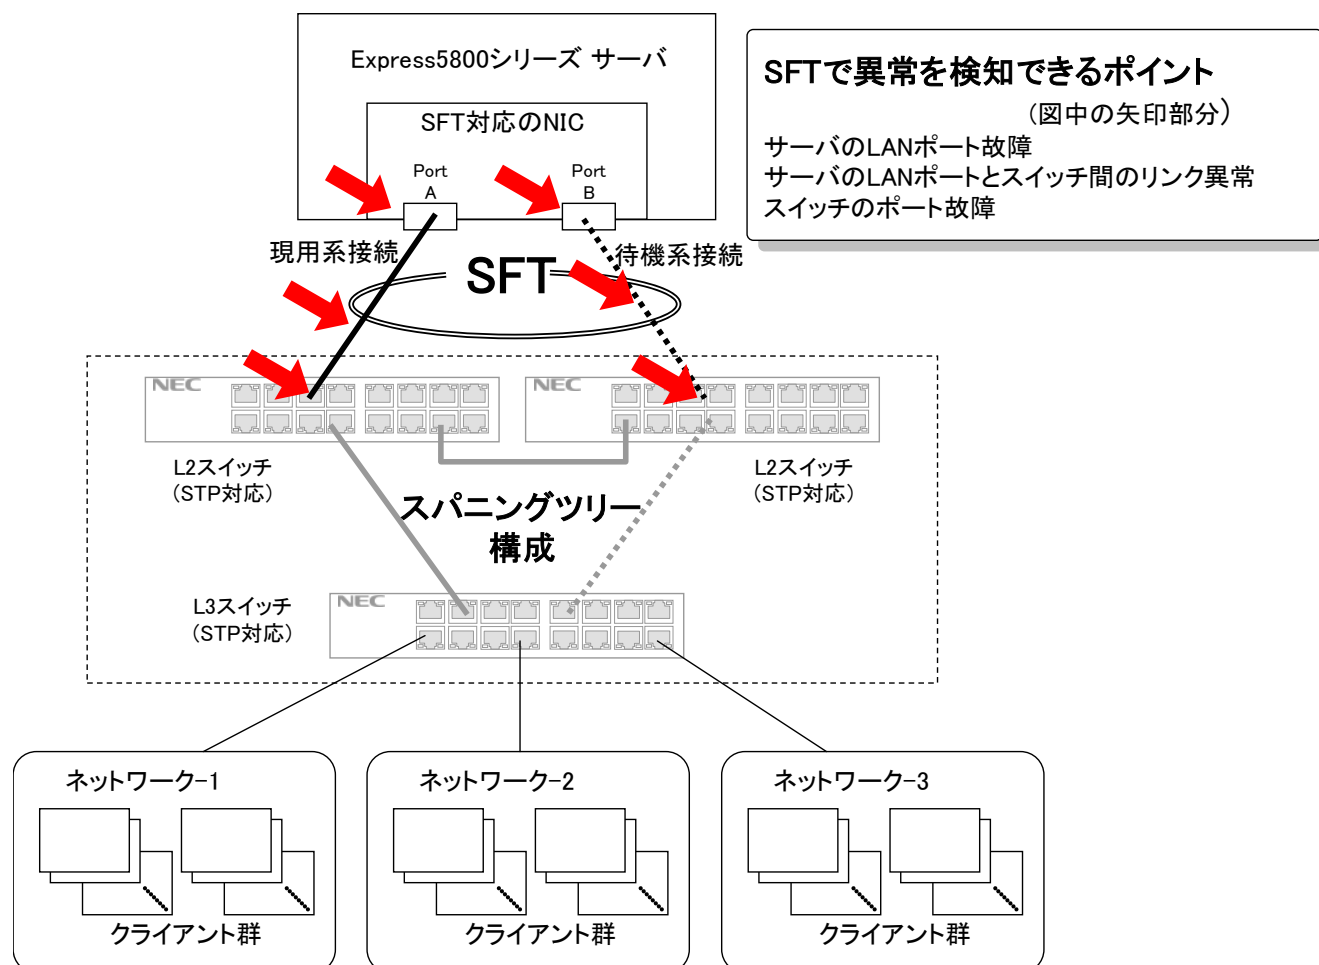 Express5800シリーズ サーバ
SFT対応のNIC
Port
A
Port
B
SFTで異常を検知できるポイント
(図中の矢印部分)
サーバのLANポート故障
サーバのLANポートとスイッチ間のリンク異常
スイッチのポート故障
現用系接続
SFT
待機系接続
NEC
NEC
L2スイッチ
(STP対応)
L2スイッチ
(STP対応)
スパニングツリー
構成
L3スイッチ
(STP対応)
NEC
ネットワーク-1
クライアント群
ネットワーク-2
クライアント群
ネットワーク-3
クライアント群